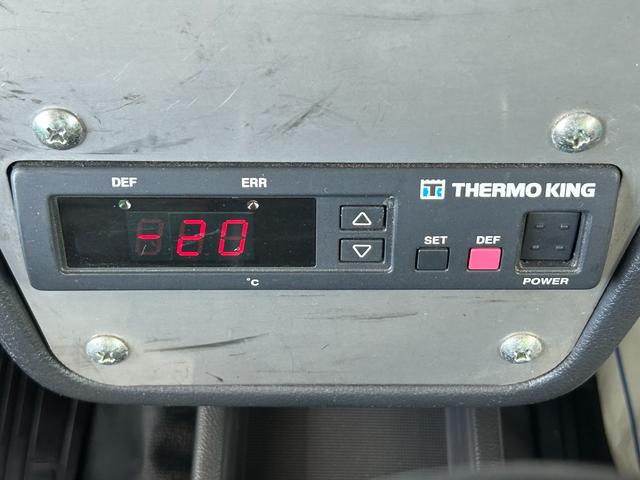 DEF ERR
THERMO KING
-20
SET DEF
°C
POWER